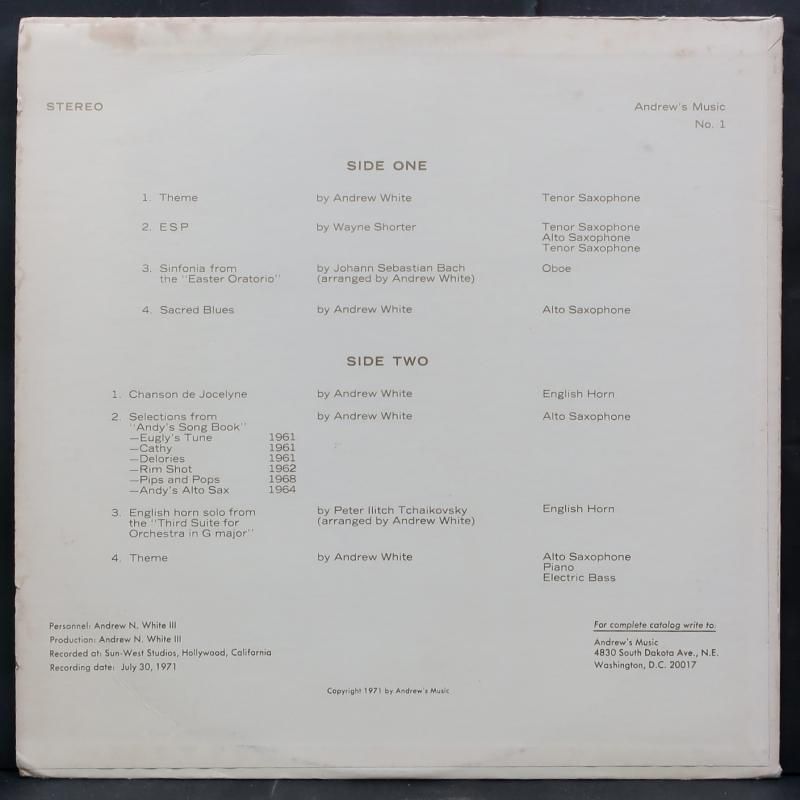 STEREO
Andrew's Music
No. 1
SIDE ONE
1. Theme by Andrew White Tenor Saxophone
2. E S P by Wayne Shorter Tenor Saxophone
Alto Saxophone
Tenor Saxophone
3. Sinfonia from by Johann Sebastian Bach Oboe
the "Easter Oratorio" (arranged by Andrew White)
4. Sacred Blues by Andrew White Alto Saxophone
SIDE TWO
1. Chanson de Jocelyne by Andrew White English Horn
2. Selections from by Andrew White Alto Saxophone
"Andy's Song Book"
—Eugly's Tune 1961
—Cathy 1961
—Delories 1961
—Rim Shot 1962
—Pips and Pops 1968
—Andy's Alto Sax 1964
3. English horn solo from by Peter Ilitch Tchaikovsky English Horn
the "Third Suite for (arranged by Andrew White)
Orchestra in G major"
4. Theme by Andrew White Alto Saxophone
Piano
Electric Bass
Personnel: Andrew N. White III
Production: Andrew N. White III
Recorded at: Sun-West Studios, Hollywood, California
Recording date: July 30, 1971
For complete catalog write to:
Andrew's Music
4830 South Dakota Ave., N.E.
Washington, D.C. 20017
Copyright 1971 by Andrew's Music